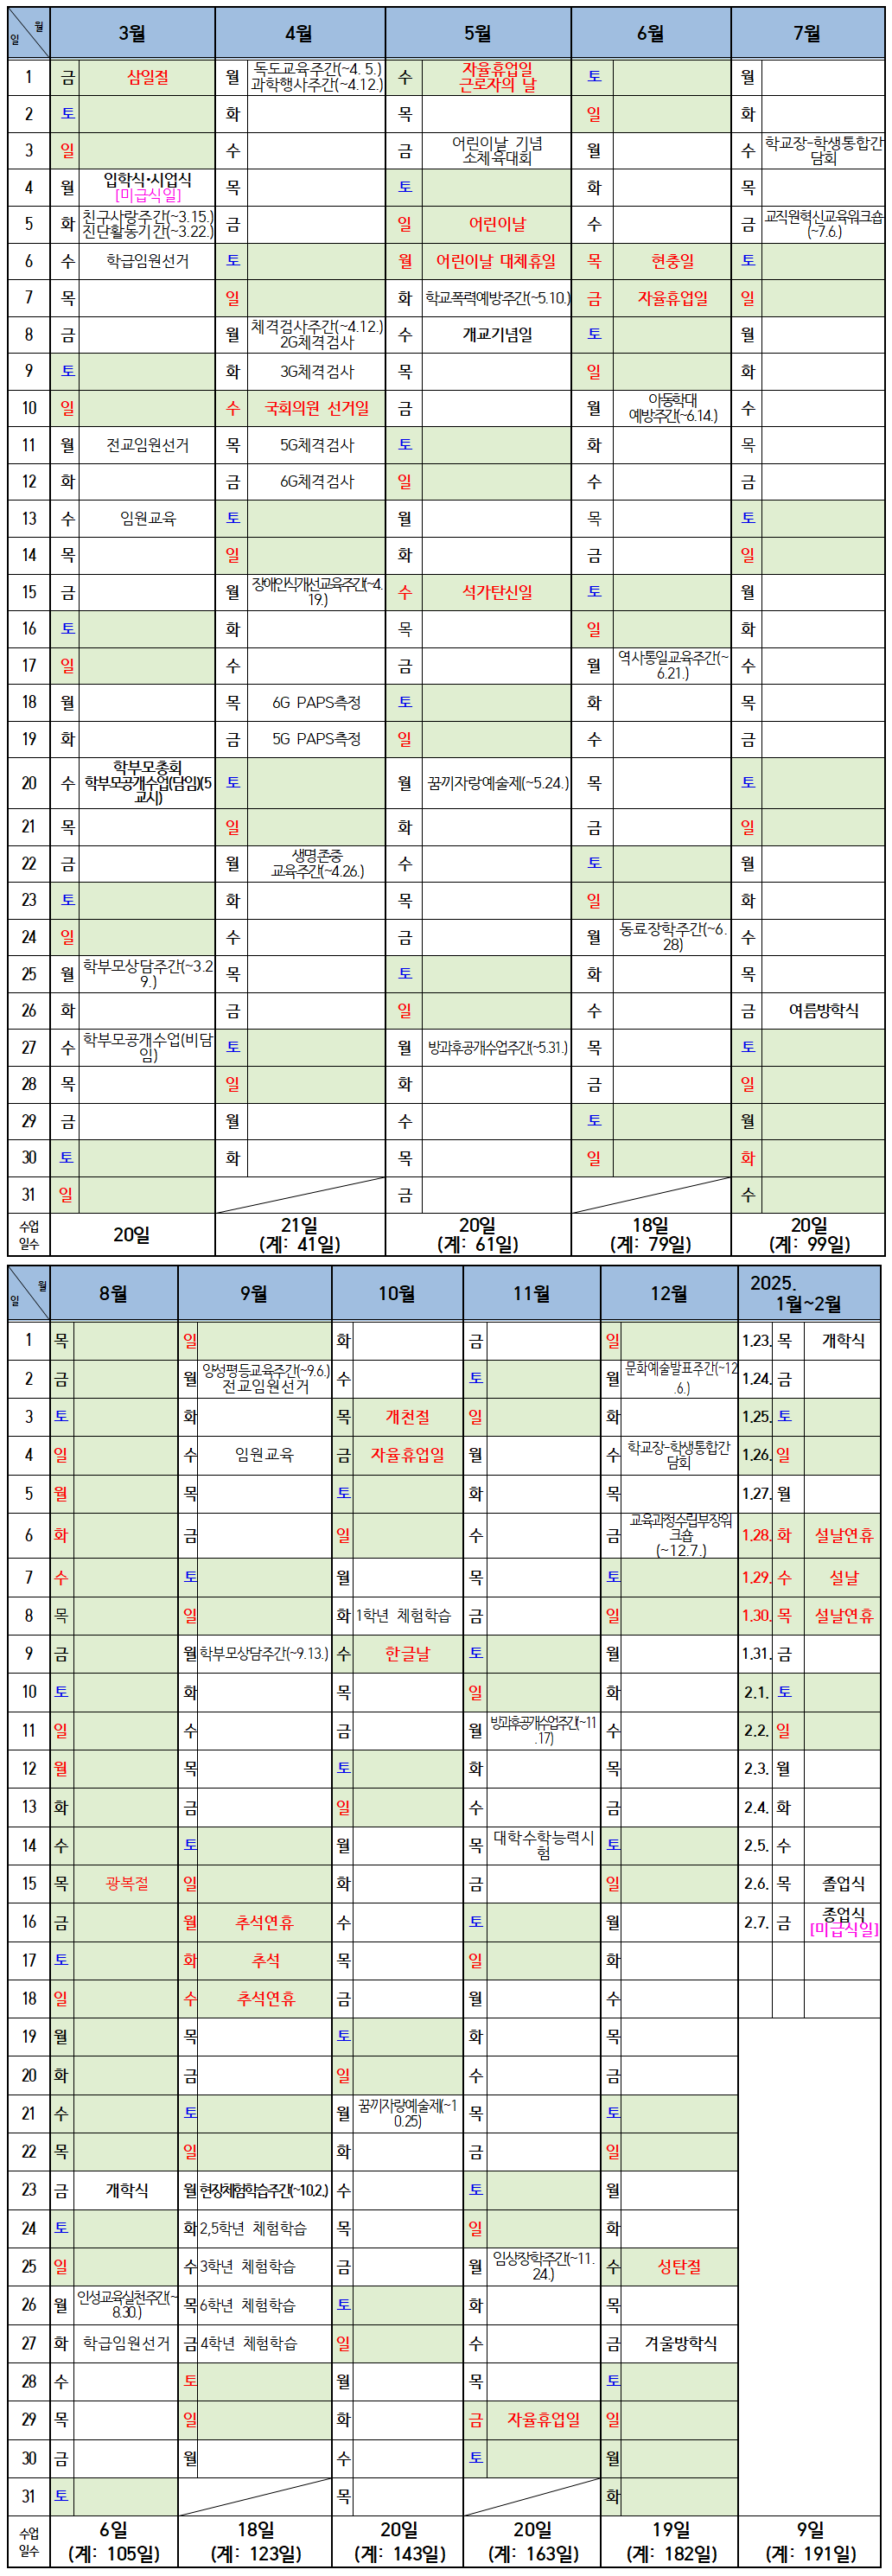 월
일
3월 4월 5월 6월 7월
1 금 삼일절 월 독도교육주간(~4. 5.) 수 자율휴업일 토 월
과학행사주간(~4.12.) 근로자의 날
2 토 화 목 일 화
3 일 수 금 어린이날 기념 월 수 학교장-학생통합간
소체육대회 담회
4 월 입학식·시업식 목 토 화 목
[미급식일]
5 화 친구사랑주간(~3.15.) 금 일 어린이날 수 금 교직원혁신교육워크숍
진단활동기간(~3.22.) (~7.6.)
6 수 학급임원선거 토 월 어린이날 대체휴일 목 현충일 토
7 목 일 화 학교폭력예방주간(~5.10.) 금 자율휴업일 일
8 금 월 체격검사주간(~4.12.) 수 개교기념일 토 월
2G체격검사
9 토 화 3G체격검사 목 일 화
10 일 수 국회의원 선거일 금 월 아동학대 수
예방주간(~6.14.)
11 월 전교임원선거 목 5G체격검사 토 화 목
12 화 금 6G체격검사 일 수 금
13 수 임원교육 토 월 목 토
14 목 일 화 금 일
15 금 월 장애인식개선교육주간(~4. 수 석가탄신일 토 월
19.)
16 토 화 목 일 화
17 일 수 금 월 역사통일교육주간(~ 수
6.21.)
18 월 목 6G PAPS측정 토 화 목
19 화 금 5G PAPS측정 일 수 금
20 수 학부모총회 토 월 꿈끼자랑예술제(~5.24.) 목 토
학부모공개수업(담임)(5
교시)
21 목 일 화 금 일
22 금 월 생명존중 수 토 월
교육주간(~4.26.)
23 토 화 목 일 화
24 일 수 금 월 동료장학주간(~6. 수
28)
25 월 학부모상담주간(~3.2 목 토 화 목
9.)
26 화 금 일 수 금 여름방학식
27 수 학부모공개수업(비담 토 월 방과후공개수업주간(~5.31.) 목 토
임)
28 목 일 화 금 일
29 금 월 수 토 월
30 토 화 목 일 화
31 일 금 수
수업 20일 21일 20일 18일 20일
일수 (계: 41일) (계: 61일) (계: 79일) (계: 99일)
월
일
8월 9월 10월 11월 12월 2025.
1월~2월
1 목 일 화 금 일 1.23. 목 개학식
2 금 월 양성평등교육주간(~9.6.) 수 토 월 문화예술발표주간(~12 1.24. 금
전교임원선거 .6.)
3 토 화 목 개천절 일 화 1.25. 토
4 일 수 임원교육 금 자율휴업일 월 수 학교장-학생통합간 1.26. 일
담회
5 월 목 토 화 목 1.27. 월
6 화 금 일 수 금 교육과정수립부장워 1.28. 화 설날연휴
크숍
(~12.7.)
7 수 토 월 목 토 1.29. 수 설날
8 목 일 화 1학년 체험학습 금 일 1.30. 목 설날연휴
9 금 월 학부모상담주간(~9.13.) 수 한글날 토 월 1.31. 금
10 토 화 목 일 화 2.1. 토
11 일 수 금 월 방과후공개수업주간(~11 수 2.2. 일
.17)
12 월 목 토 화 목 2.3. 월
13 화 금 일 수 금 2.4. 화
14 수 토 월 목 대학수학능력시 토 2.5. 수
험
15 목 광복절 일 화 금 일 2.6. 목 졸업식
16 금 월 추석연휴 수 토 월 2.7. 금 종업식
[미급식일]
17 토 화 추석 목 일 화
18 일 수 추석연휴 금 월 수
19 월 목 토 화 목
20 화 금 일 수 금
21 수 토 월 꿈끼자랑예술제(~1 목 토
0.25)
22 목 일 화 금 일
23 금 개학식 월 현장체험학습주간(~10.2.) 수 토 월
24 토 화 2,5학년 체험학습 목 일 화
25 일 수 3학년 체험학습 금 월 임상장학주간(~11. 수 성탄절
24.)
26 월 인성교육실천주간(~ 목 6학년 체험학습 토 화 목
8.30.)
27 화 학급임원선거 금 4학년 체험학습 일 수 금 겨울방학식
28 수 토 월 목 토
29 목 일 화 금 자율휴업일 일
30 금 월 수 토 월
31 토 목 화
수업 6일 18일 20일 20일 19일 9일
일수 (계: 105일) (계: 123일) (계: 143일) (계: 163일) (계: 182일) (계: 191일)